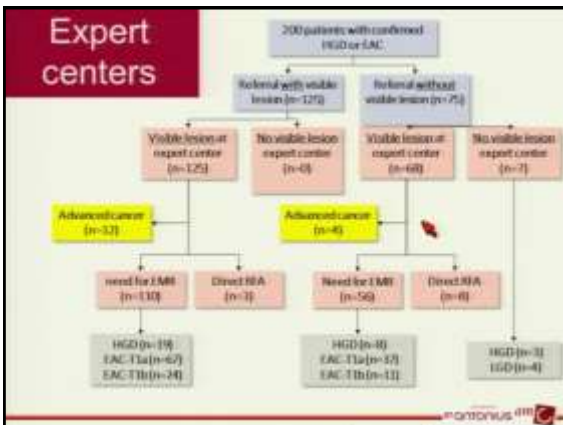 Expert
centers
200 patients with confirmed
HGD or EAC
Referral with visible
lesion (n=125)
Referral without
visible lesion (n=75)
Visible lesion at
expert center
(n=125)
No visible lesion
expert center
(n=0)
Visible lesion at
expert center
(n=68)
No visible lesion
expert center
(n=7)
Advanced cancer
(n=12)
Advanced cancer
(n=4)
need for EMR
(n=110)
Direct RFA
(n=3)
Need for EMR
(n=56)
Direct RFA
(n=8)
HGD (n=19)
EAC-T1a (n=67)
EAC-T1b (n=24)
HGD (n=8)
EAC-T1a (n=37)
EAC-T1b (n=11)
HGD (n=3)
LGD (n=4)
antonius